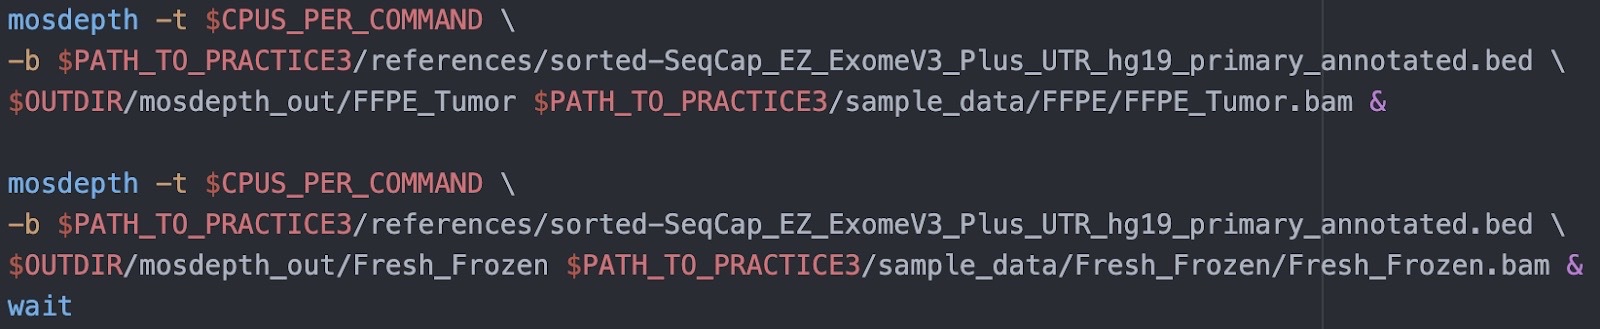 mosdepth -t $CPUS_PER_COMMAND \
-b $PATH_TO_PRACTICE3/references/sorted-SeqCap_EZ_ExomeV3_Plus_UTR_hg19_primary_annotated.bed \
$OUTDIR/mosdepth_out/FFPE_Tumor $PATH_TO_PRACTICE3/sample_data/FFPE/FFPE_Tumor.bam &
mosdepth -t $CPUS_PER_COMMAND \
-b $PATH_TO_PRACTICE3/references/sorted-SeqCap_EZ_ExomeV3_Plus_UTR_hg19_primary_annotated.bed \
$OUTDIR/mosdepth_out/Fresh_Frozen $PATH_TO_PRACTICE3/sample_data/Fresh_Frozen/Fresh_Frozen.bam &
wait